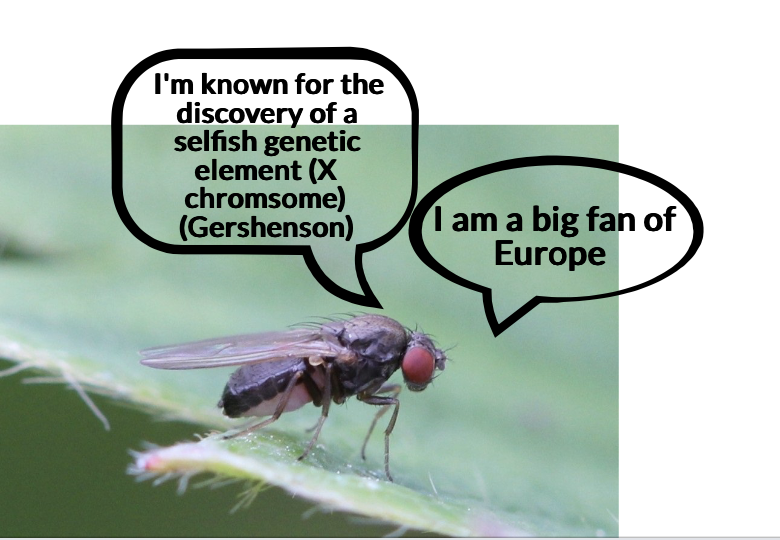 I'm known for the
discovery of a
selfish genetic
element (X
chromsome)
(Gershenson)
I am a big fan of
Europe